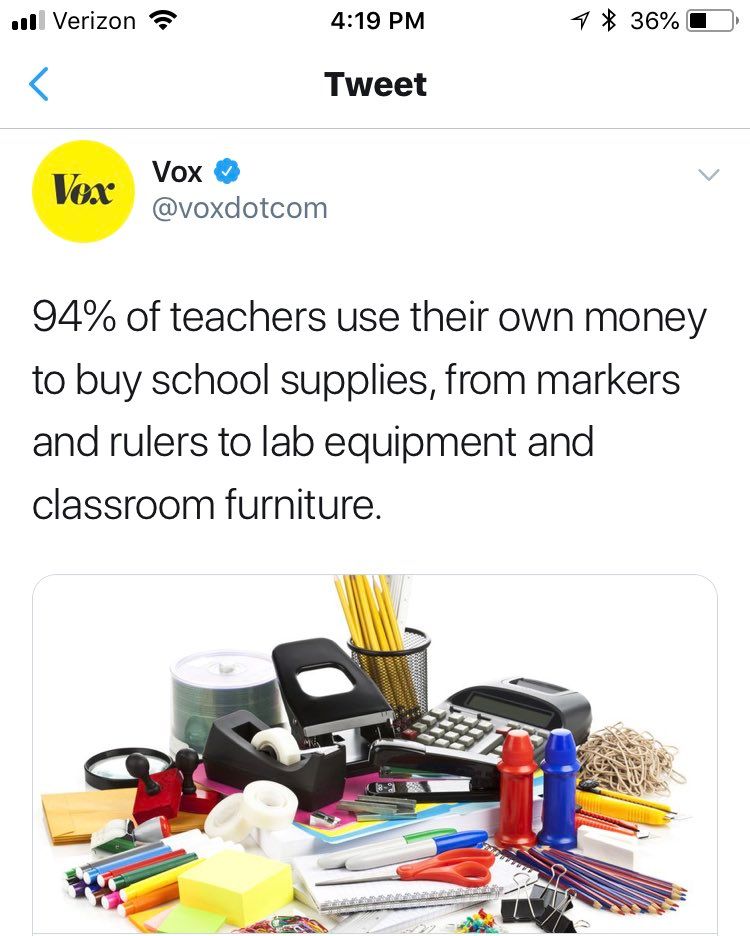 Verizon 4:19 PM 36%
Tweet
Vox
Vox
@voxdotcom
94% of teachers use their own money
to buy school supplies, from markers
and rulers to lab equipment and
classroom furniture.